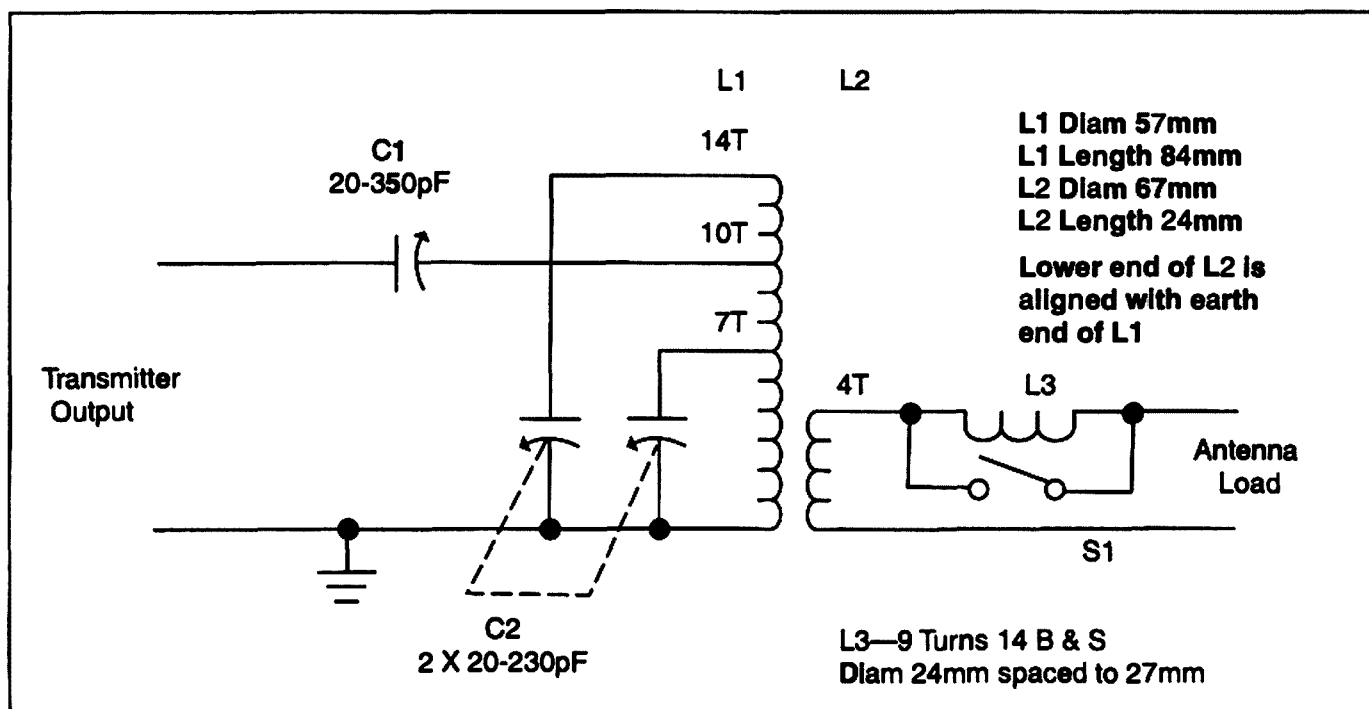 L1
L2
14T
C1
20-350pF
10T
7T
L1 Diam 57mm
L1 Length 84mm
L2 Diam 67mm
L2 Length 24mm
Lower end of L2 is
aligned with earth
end of L1
Transmitter
Output
4T
L3
Antenna
Load
S1
C2
2 X 20-230pF
L3—9 Turns 14 B & S
Diam 24mm spaced to 27mm